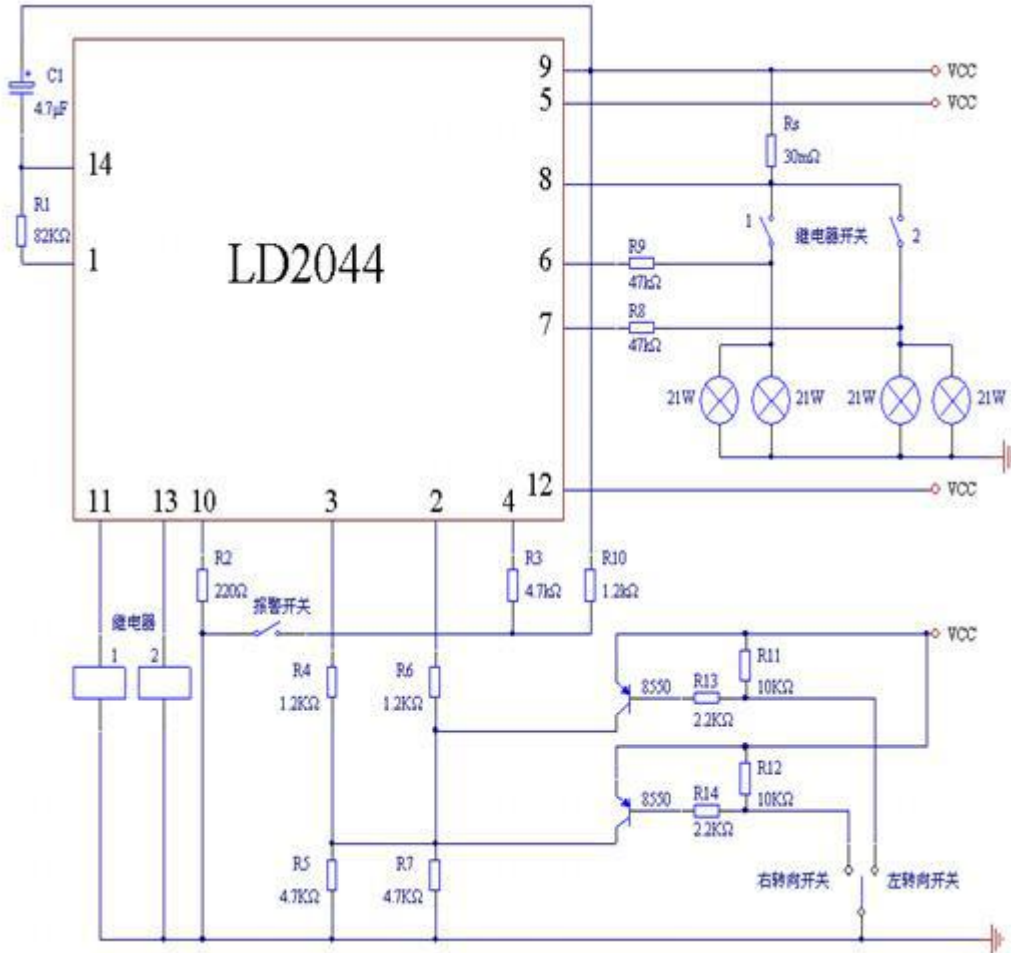 C1
4.7μF
R1
82KΩ
14
1
LD2044
9
5
8
6
7
12
11
13
10
3
2
4
VCC
VCC
Rs
30mΩ
1
继电器开关
2
R9
47kΩ
R8
47kΩ
21W
21W
21W
21W
VCC
R2
220Ω
报警开关
R3
4.7kΩ
R10
1.2kΩ
继电器
1
2
R4
1.2KΩ
R6
1.2KΩ
VCC
8550
R13
2.2KΩ
R11
10KΩ
8550
R14
2.2KΩ
R12
10KΩ
R5
4.7KΩ
R7
4.7KΩ
右转向开关
左转向开关